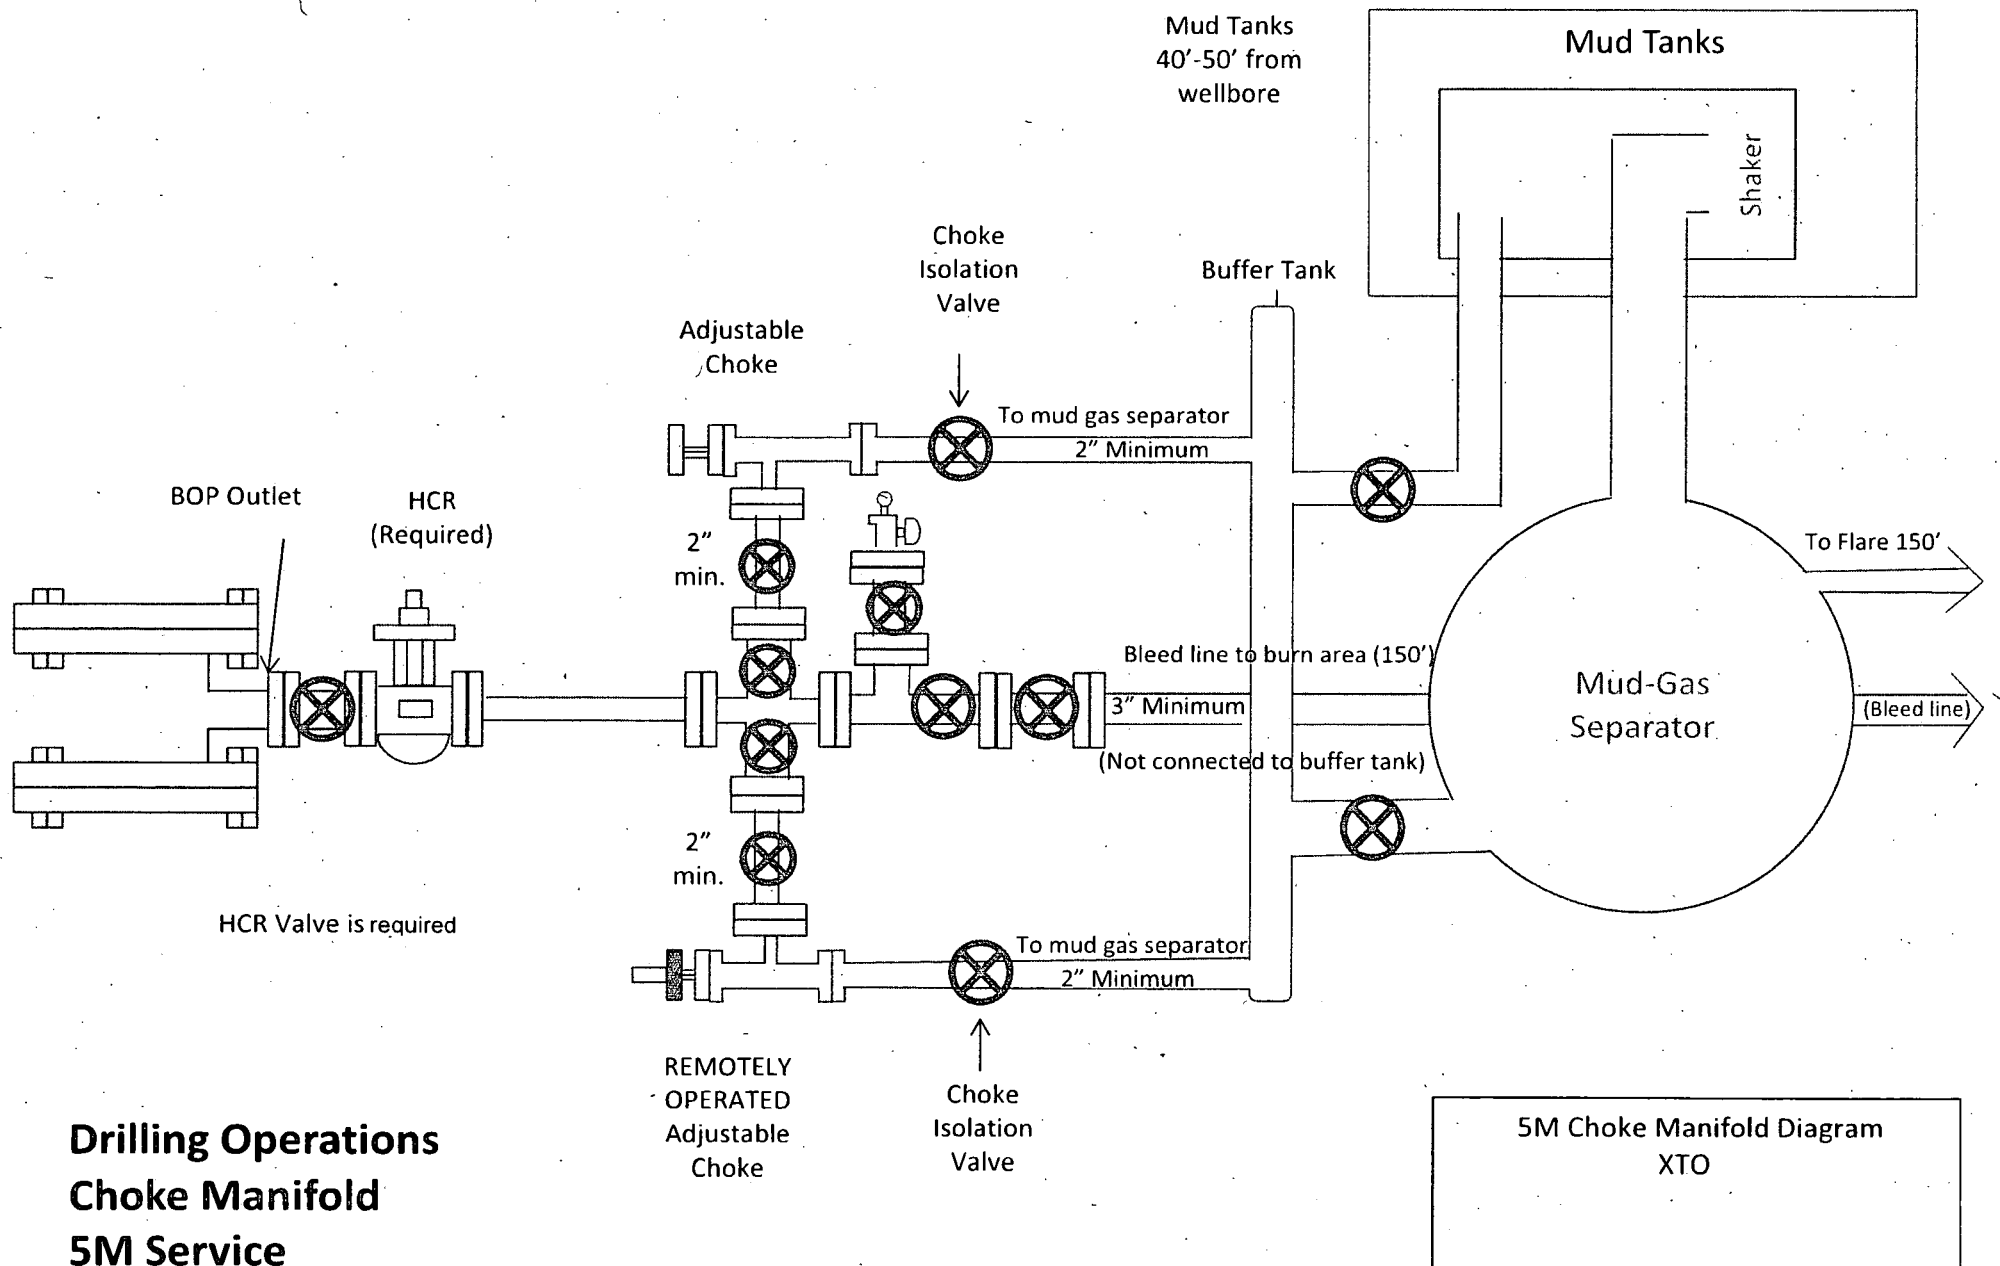 Mud Tanks
40'-50' from
wellbore
Mud Tanks
Shaker
Choke
Isolation
Valve
Buffer Tank
Adjustable
Choke
To mud gas separator
2" Minimum
BOP Outlet
HCR
(Required)
2"
min.
To Flare 150'
Bleed line to burn area (150')
3" Minimum
(Not connected to buffer tank)
Mud-Gas
Separator
(Bleed line)
2"
min.
HCR Valve is required
To mud gas separator
2" Minimum
REMOTELY
OPERATED
Adjustable
Choke
Choke
Isolation
Valve
Drilling Operations
Choke Manifold
5M Service
5M Choke Manifold Diagram
XTO